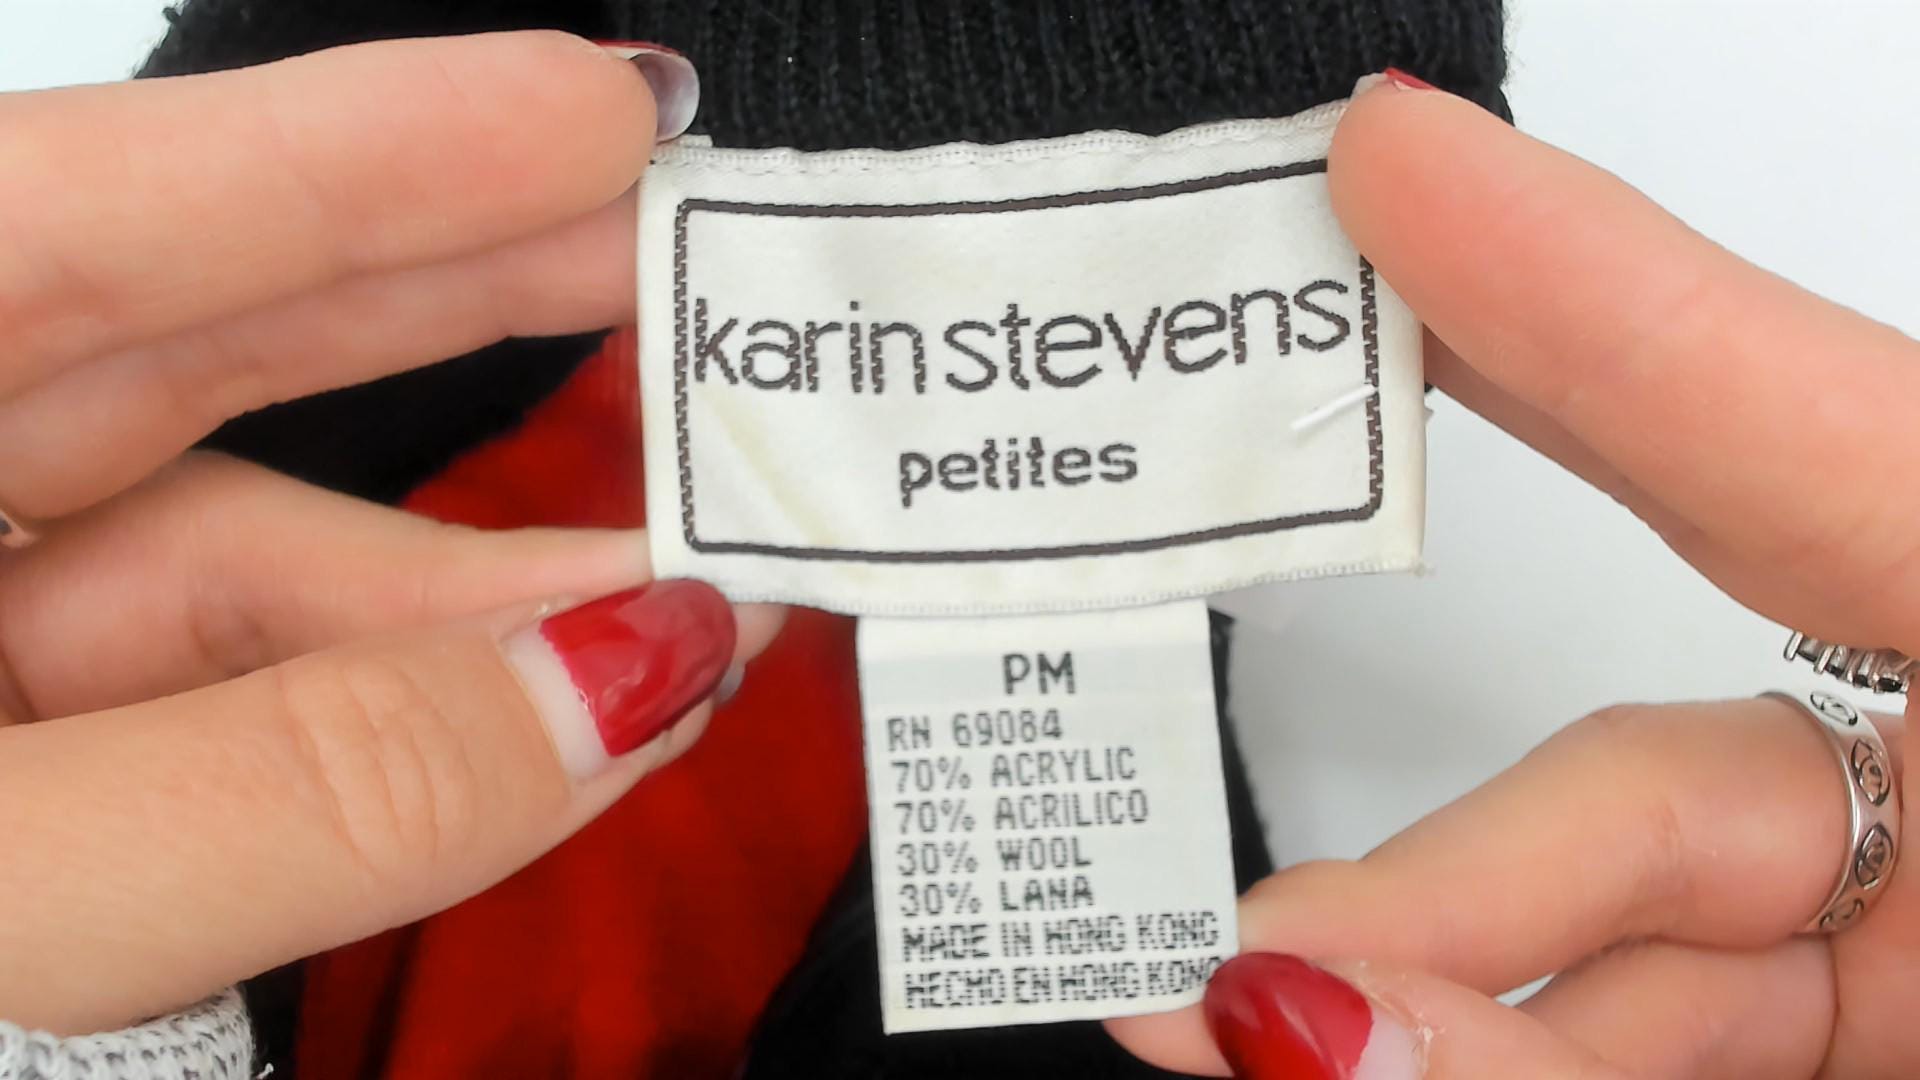 karin stevens
petites
PM
RN 69084
70% ACRYLIC
70% ACRILICO
30% WOOL
30% LANA
MADE IN HONG KONG
HECHO EN HONG KONG